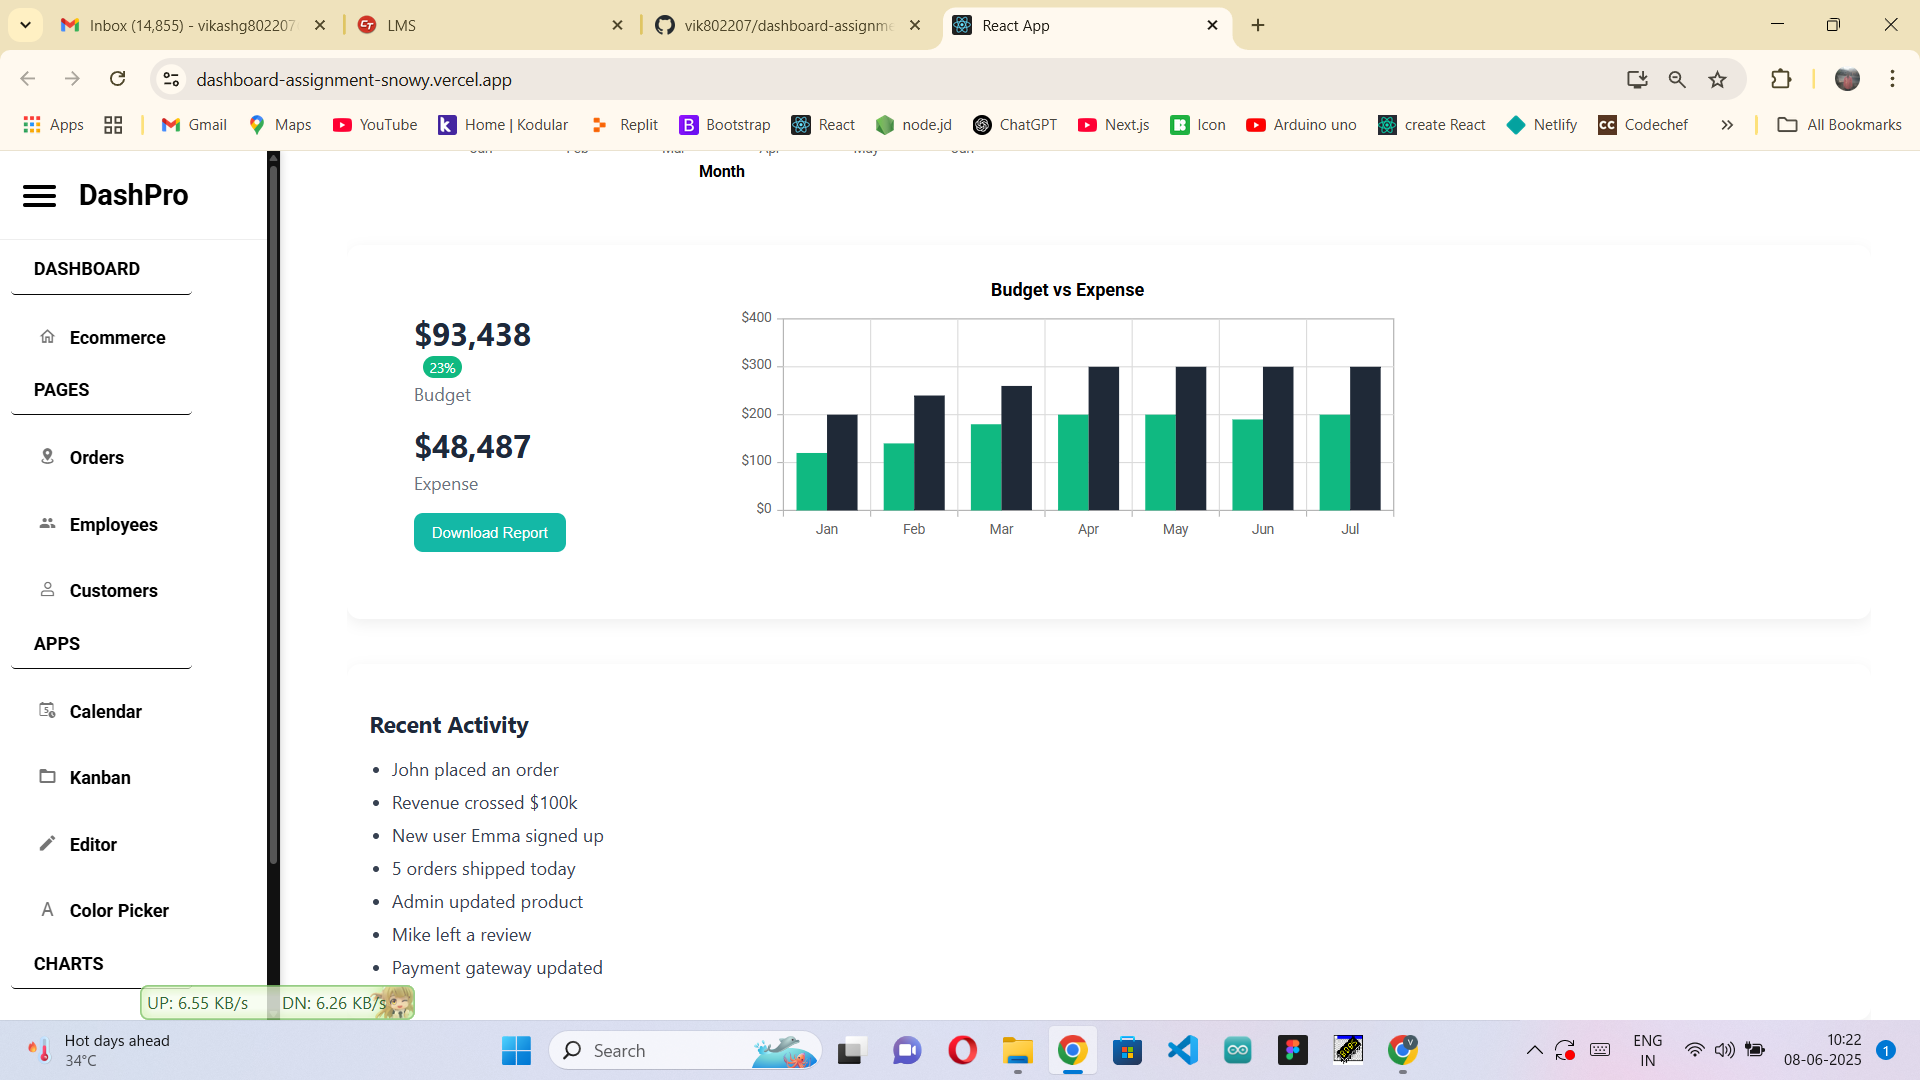 Inbox (14,855) - vikashg802207
LMS
vik802207/dashboard-assignme
React App
dashboard-assignment-snowy.vercel.app
Apps
Gmail
Maps
YouTube
Home | Kodular
Replit
Bootstrap
React
node.jd
ChatGPT
Next.js
Icon
Arduino uno
create React
Netlify
Codechef
All Bookmarks
DashPro
DASHBOARD
Ecommerce
PAGES
Orders
Employees
Customers
APPS
Calendar
Kanban
Editor
Color Picker
CHARTS
Jan Feb Mar Apr May Jun
Month
$93,438
23%
Budget
$48,487
Expense
Download Report
Budget vs Expense
$400
$300
$200
$100
$0
Jan Feb Mar Apr May Jun Jul
Recent Activity
John placed an order
Revenue crossed $100k
New user Emma signed up
5 orders shipped today
Admin updated product
Mike left a review
Payment gateway updated
UP: 6.55 KB/s DN: 6.26 KB/s
Hot days ahead
34°C
Search
ENG
IN
10:22
08-06-2025
1